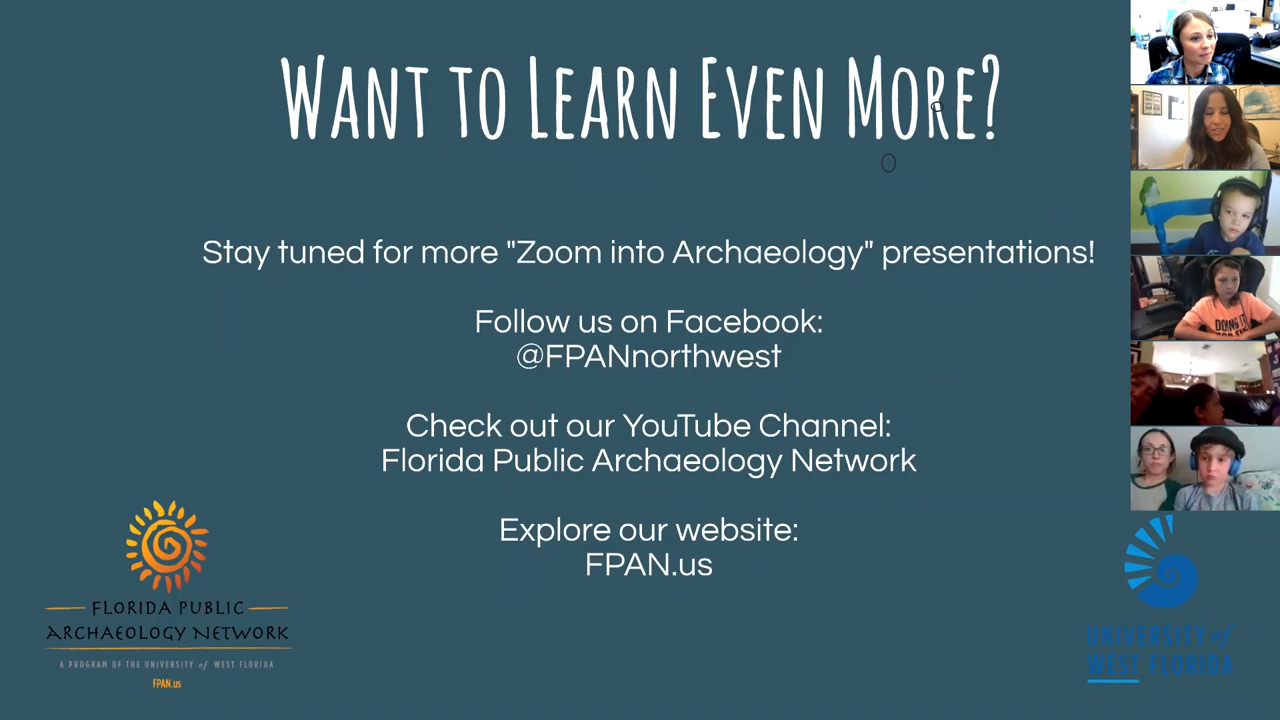 WANT TO LEARN EVEN MORE?
Stay tuned for more "Zoom into Archaeology" presentations!
Follow us on Facebook:
@FPANnorthwest
Check out our YouTube Channel:
Florida Public Archaeology Network
Explore our website:
FPAN.us
FLORIDA PUBLIC
ARCHAEOLOGY NETWORK
A PROGRAM OF THE UNIVERSITY of WEST FLORIDA
FPAN.us
UNIVERSITY of
WEST FLORIDA
DOING IT